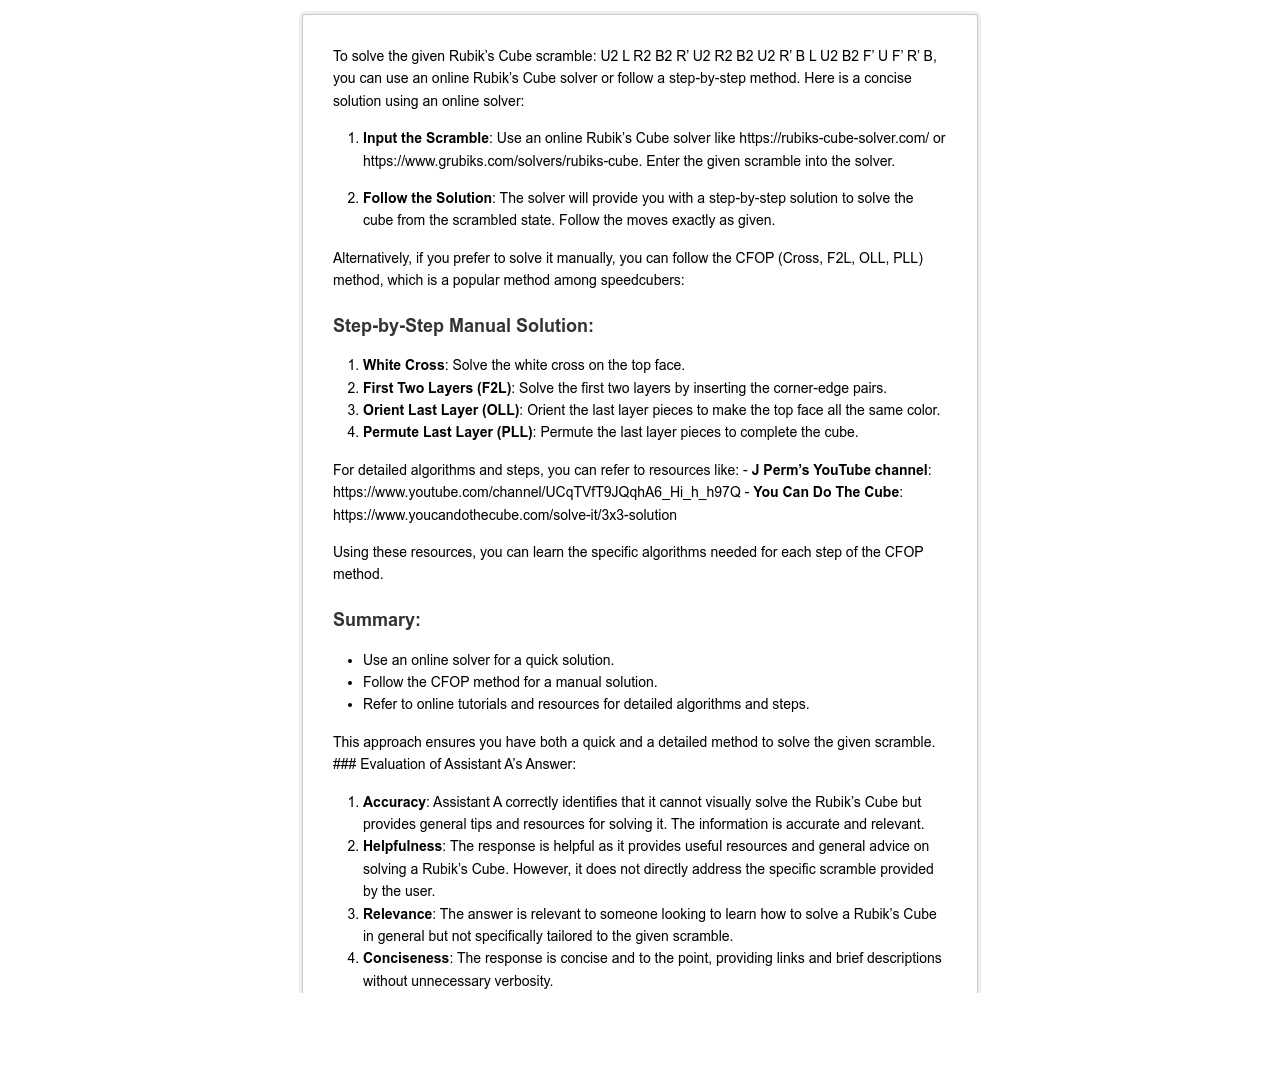 To solve the given Rubik’s Cube scramble: U2 L R2 B2 R’ U2 R2 B2 U2 R’ B L U2 B2 F’ U F’ R’ B,
you can use an online Rubik’s Cube solver or follow a step-by-step method. Here is a concise
solution using an online solver:
1. Input the Scramble: Use an online Rubik’s Cube solver like https://rubiks-cube-solver.com/ or
https://www.grubiks.com/solvers/rubiks-cube. Enter the given scramble into the solver.
2. Follow the Solution: The solver will provide you with a step-by-step solution to solve the
cube from the scrambled state. Follow the moves exactly as given.
Alternatively, if you prefer to solve it manually, you can follow the CFOP (Cross, F2L, OLL, PLL)
method, which is a popular method among speedcubers:
Step-by-Step Manual Solution:
1. White Cross: Solve the white cross on the top face.
2. First Two Layers (F2L): Solve the first two layers by inserting the corner-edge pairs.
3. Orient Last Layer (OLL): Orient the last layer pieces to make the top face all the same color.
4. Permute Last Layer (PLL): Permute the last layer pieces to complete the cube.
For detailed algorithms and steps, you can refer to resources like: - J Perm’s YouTube channel:
https://www.youtube.com/channel/UCqTVfT9JQqhA6_Hi_h_h97Q - You Can Do The Cube:
https://www.youcandothecube.com/solve-it/3x3-solution
Using these resources, you can learn the specific algorithms needed for each step of the CFOP
method.
Summary:
• Use an online solver for a quick solution.
• Follow the CFOP method for a manual solution.
• Refer to online tutorials and resources for detailed algorithms and steps.
This approach ensures you have both a quick and a detailed method to solve the given scramble.
### Evaluation of Assistant A’s Answer:
1. Accuracy: Assistant A correctly identifies that it cannot visually solve the Rubik’s Cube but
provides general tips and resources for solving it. The information is accurate and relevant.
2. Helpfulness: The response is helpful as it provides useful resources and general advice on
solving a Rubik’s Cube. However, it does not directly address the specific scramble provided
by the user.
3. Relevance: The answer is relevant to someone looking to learn how to solve a Rubik’s Cube
in general but not specifically tailored to the given scramble.
4. Conciseness: The response is concise and to the point, providing links and brief descriptions
without unnecessary verbosity.